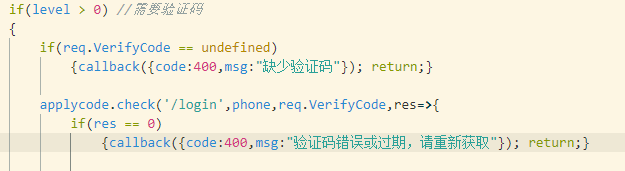 if(level > 0) //需要验证码
{
if(req.VerifyCode == undefined)
{callback({code:400,msg:"缺少验证码"}); return;}
applycode.check('/login',phone,req.VerifyCode,res=>{
if(res == 0)
{callback({code:400,msg:"验证码错误或过期，请重新获取"}); return;}